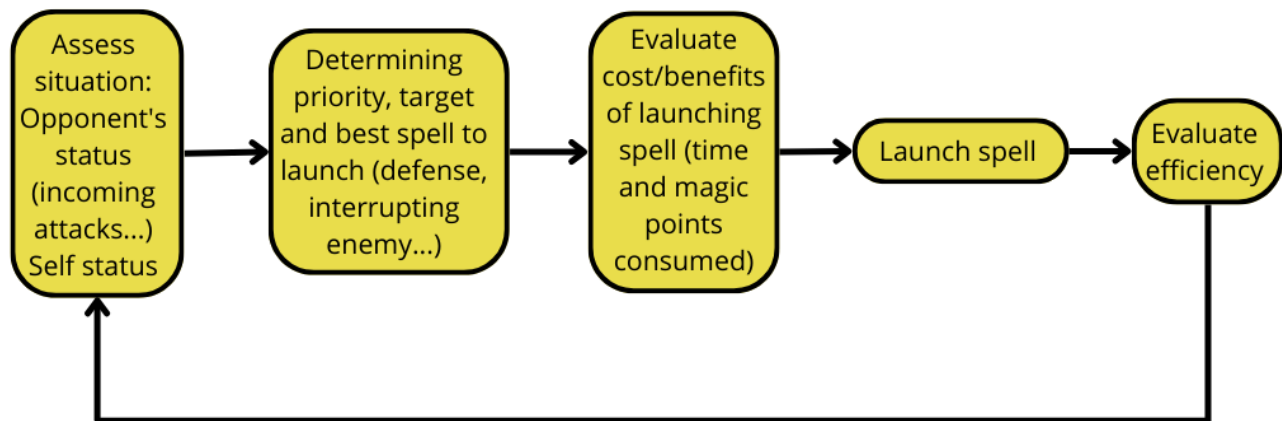 Assess
situation:
Opponent's
status
(incoming
attacks...)
Self status
Determining
priority, target
and best spell to
launch (defense,
interrupting
enemy...)
Evaluate
cost/benefits
of launching
spell (time
and magic
points
consumed)
Launch spell
Evaluate
efficiency